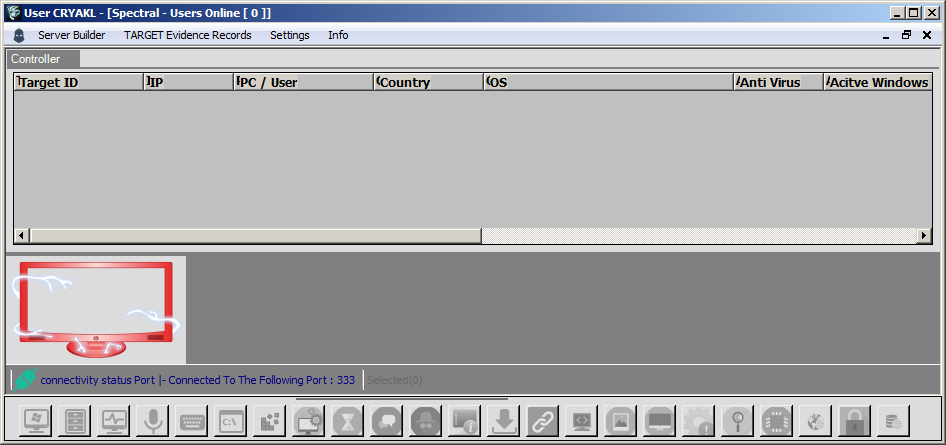 User CRYAKL - [Spectral - Users Online [ 0 ]]
Server Builder TARGET Evidence Records Settings Info
Controller
Target ID IP PC / User Country OS Anti Virus Acitve Windows
connectivity status Port |- Connected To The Following Port : 333 Selected(0)
C:\